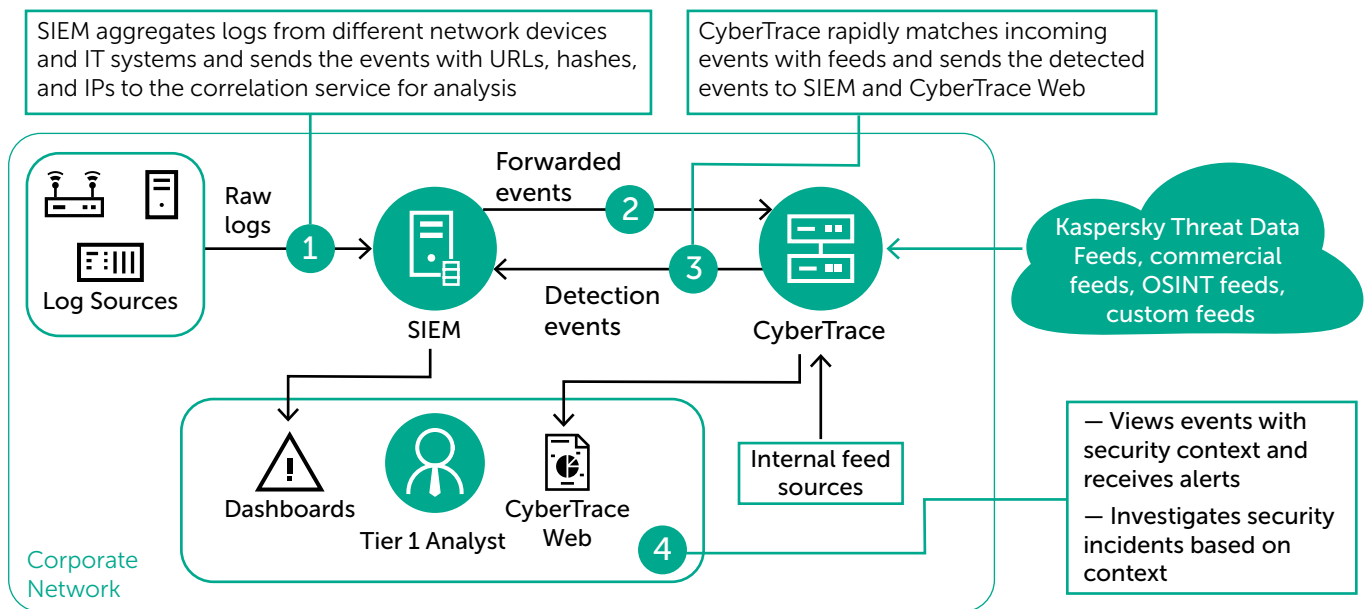 SIEM aggregates logs from different network devices
and IT systems and sends the events with URLs, hashes,
and IPs to the correlation service for analysis
CyberTrace rapidly matches incoming
events with feeds and sends the detected
events to SIEM and CyberTrace Web
Log Sources
Raw
logs
1
SIEM
Forwarded
events
2
3
Detection
events
CyberTrace
Kaspersky Threat Data
Feeds, commercial
feeds, OSINT feeds,
custom feeds
Dashboards
Tier 1 Analyst
CyberTrace
Web
4
Internal feed
sources
— Views events with
security context and
receives alerts
— Investigates security
incidents based on
context
Corporate
Network